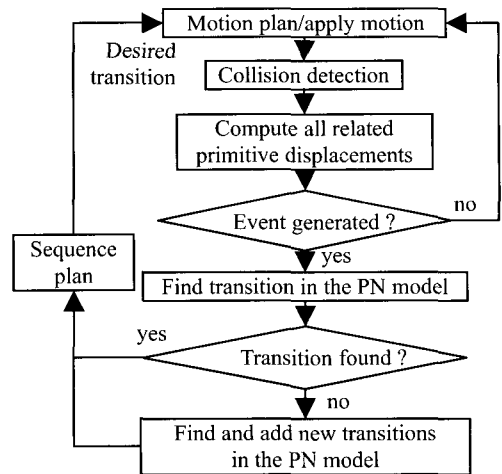 Motion plan/apply motion
Desired
transition
Collision detection
Compute all related
primitive displacements
Event generated ?
no
yes
Sequence
plan
Find transition in the PN model
yes
Transition found ?
no
Find and add new transitions
in the PN model